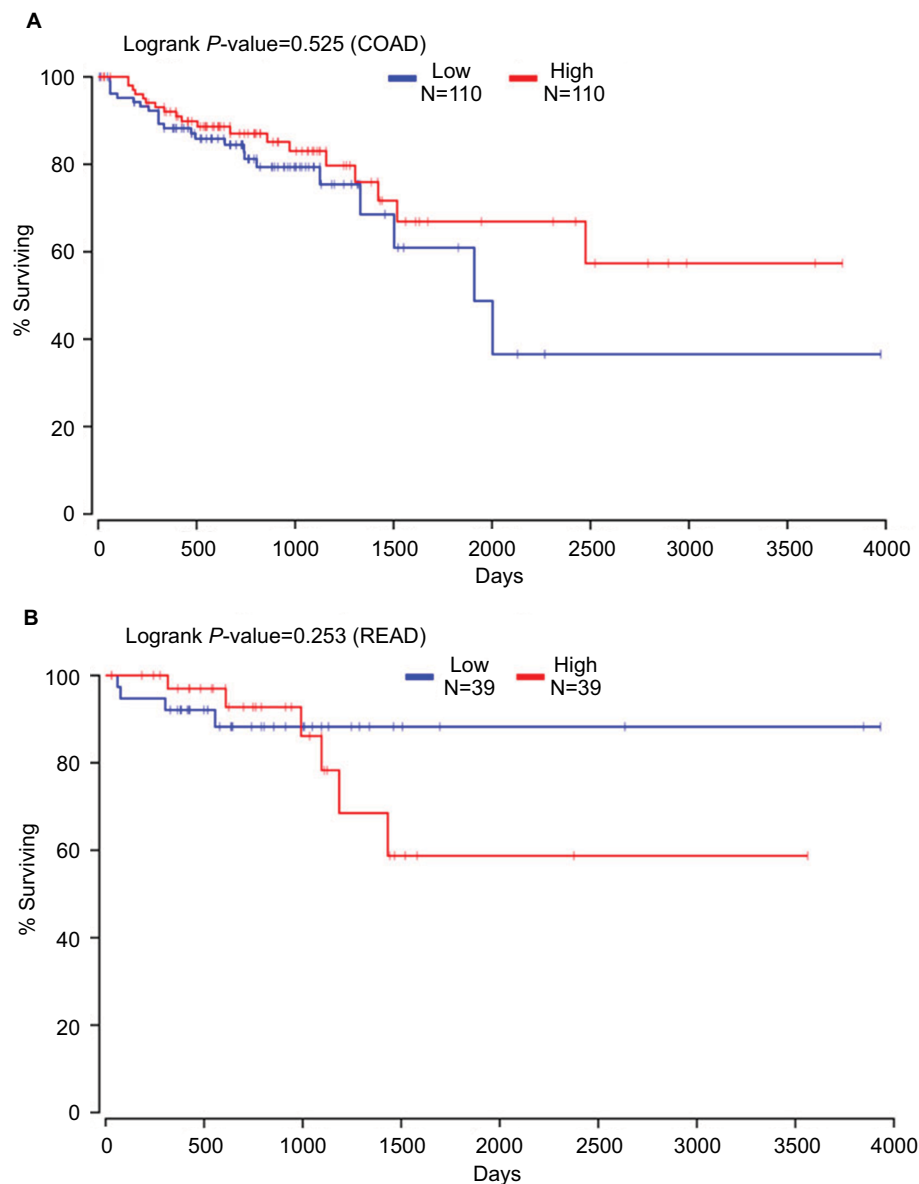 A
Logrank P-value=0.525 (COAD)
Low
N=110
High
N=110
% Surviving
100
80
60
40
20
0
0 500 1000 1500 2000 2500 3000 3500 4000
Days
B
Logrank P-value=0.253 (READ)
Low
N=39
High
N=39
% Surviving
100
80
60
40
20
0
0 500 1000 1500 2000 2500 3000 3500 4000
Days